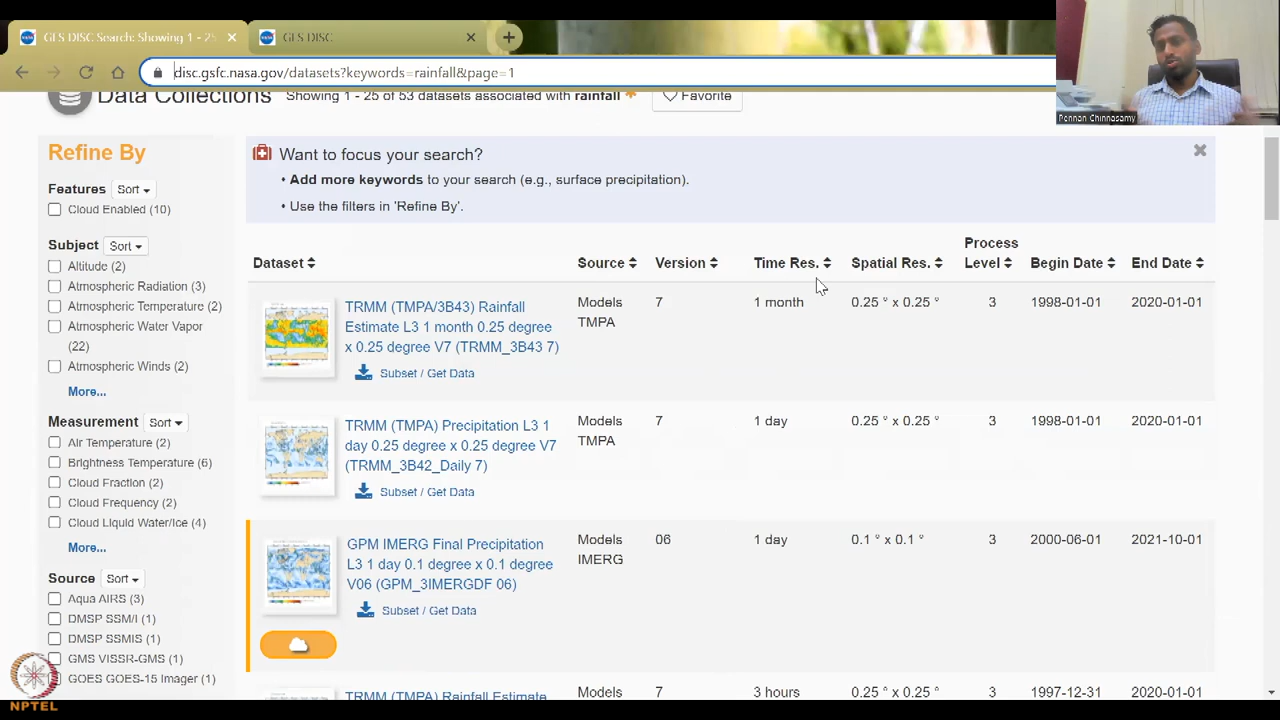 GES DISC Search: Showing 1 - 25
GES DISC
disc.gsfc.nasa.gov/datasets?keywords=rainfall&page=1
Pennan Chinnasamy
Data Collections
Showing 1 - 25 of 53 datasets associated with rainfall
Favorite
Refine By
Features Sort
Cloud Enabled (10)
Subject Sort
Altitude (2)
Atmospheric Radiation (3)
Atmospheric Temperature (2)
Atmospheric Water Vapor
(22)
Atmospheric Winds (2)
More...
Measurement Sort
Air Temperature (2)
Brightness Temperature (6)
Cloud Fraction (2)
Cloud Frequency (2)
Cloud Liquid Water/Ice (4)
More...
Source Sort
Aqua AIRS (3)
DMSP SSM/I (1)
DMSP SSMIS (1)
GMS VISSR-GMS (1)
GOES GOES-15 Imager (1)
Want to focus your search?
• Add more keywords to your search (e.g., surface precipitation).
• Use the filters in 'Refine By'.
Dataset Source Version Time Res. Spatial Res. Process Level Begin Date End Date
TRMM (TMPA/3B43) Rainfall Models 7 1 month 0.25 ° x 0.25 ° 3 1998-01-01 2020-01-01
Estimate L3 1 month 0.25 degree TMPA
x 0.25 degree V7 (TRMM_3B43 7)
Subset / Get Data
TRMM (TMPA) Precipitation L3 1 Models 7 1 day 0.25 ° x 0.25 ° 3 1998-01-01 2020-01-01
day 0.25 degree x 0.25 degree V7 TMPA
(TRMM_3B42_Daily 7)
Subset / Get Data
GPM IMERG Final Precipitation Models 06 1 day 0.1 ° x 0.1 ° 3 2000-06-01 2021-10-01
L3 1 day 0.1 degree x 0.1 degree IMERG
V06 (GPM_3IMERGDF 06)
Subset / Get Data
TRMM (TMPA) Rainfall Estimate Models 7 3 hours 0.25 ° x 0.25 ° 3 1997-12-31 2020-01-01
NPTEL